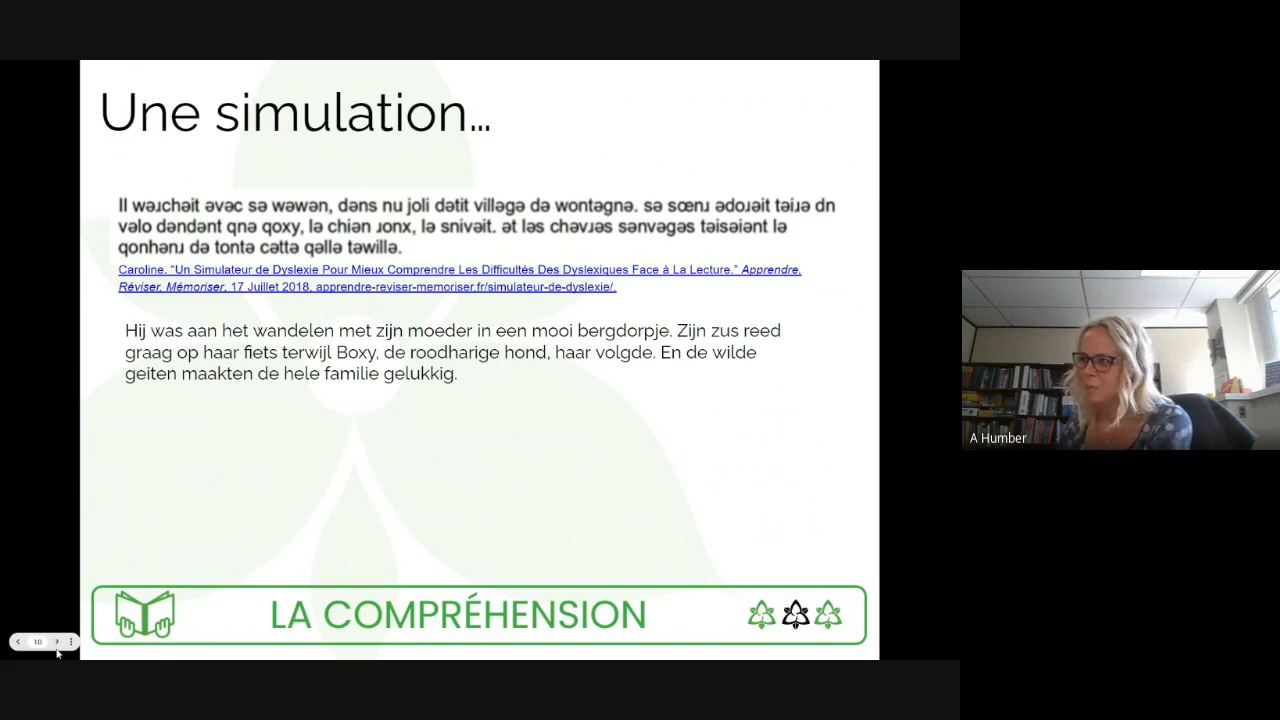 Une simulation...
Il wəɹchəit əvəc sə wəwən, dəns nu joli dətit villəgə də wontəgnə. sə sœnɹ ədoɹəit təiɹə dn
vəlo dəndənt qnə qoxy, lə chiən ɹonx, lə snivəit. ət ləs chəvɹəs sənvəgəs təisəiənt lə
qonhənɹ də tontə cəttə qəllə təwillə.
Caroline. “Un Simulateur de Dyslexie Pour Mieux Comprendre Les Difficultés Des Dyslexiques Face à La Lecture.” Apprendre,
Réviser, Mémoriser, 17 Juillet 2018, apprendre-reviser-memoriser.fr/simulateur-de-dyslexie/.
Hij was aan het wandelen met zijn moeder in een mooi bergdorpje. Zijn zus reed
graag op haar fiets terwijl Boxy, de roodharige hond, haar volgde. En de wilde
geiten maakten de hele familie gelukkig.
A Humber
LA COMPRÉHENSION
10